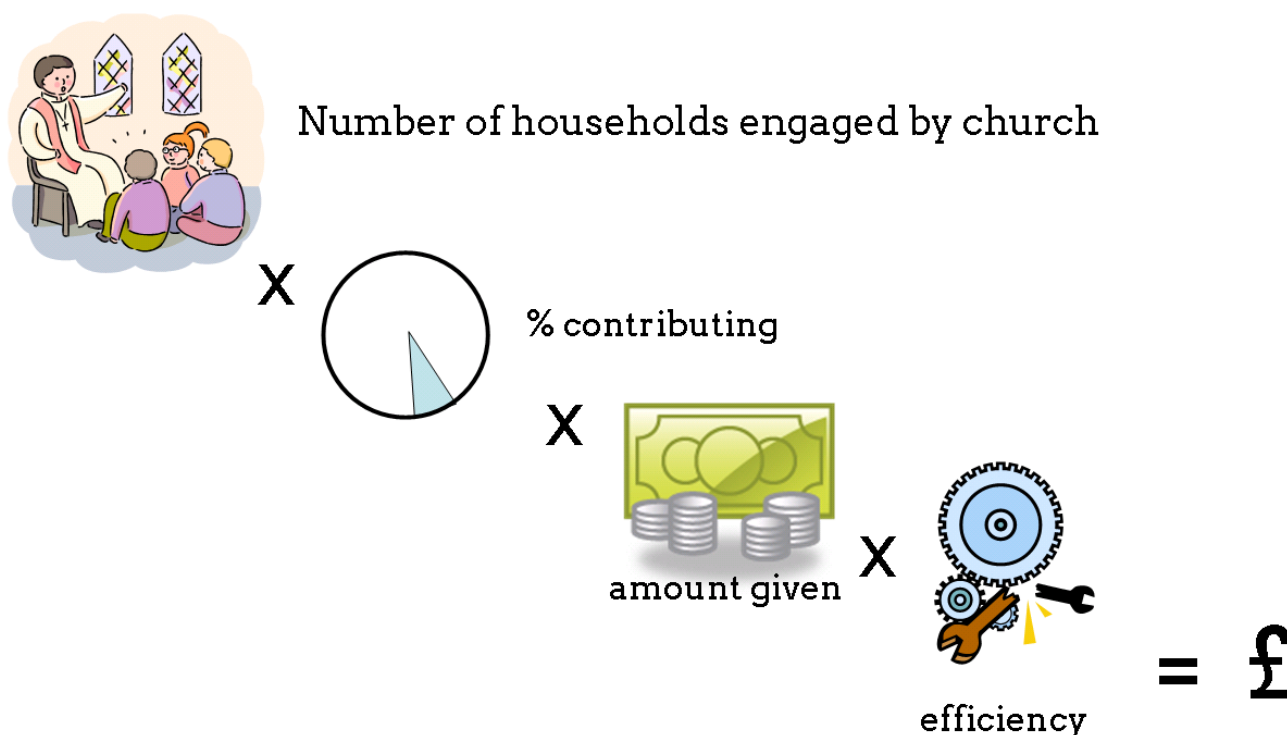 Number of households engaged by church
x
% contributing
x
amount given
x
efficiency
= £